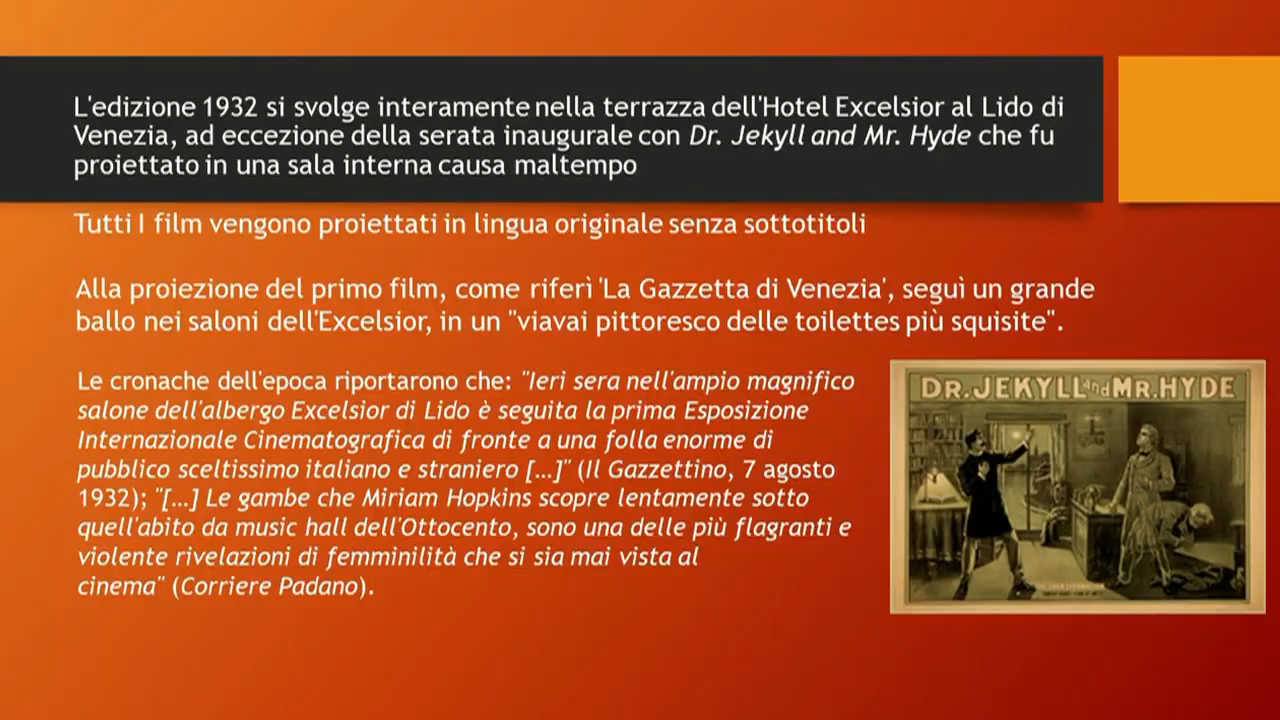 L'edizione 1932 si svolge interamente nella terrazza dell'Hotel Excelsior al Lido di
Venezia, ad eccezione della serata inaugurale con Dr. Jekyll and Mr. Hyde che fu
proiettato in una sala interna causa maltempo
Tutti I film vengono proiettati in lingua originale senza sottotitoli
Alla proiezione del primo film, come riferì 'La Gazzetta di Venezia', seguì un grande
ballo nei saloni dell'Excelsior, in un "viavai pittoresco delle toilettes più squisite".
Le cronache dell'epoca riportarono che: "Ieri sera nell'ampio magnifico
salone dell'albergo Excelsior di Lido è seguita la prima Esposizione
Internazionale Cinematografica di fronte a una folla enorme di
pubblico sceltissimo italiano e straniero [...]" (Il Gazzettino, 7 agosto
1932); "[...] Le gambe che Miriam Hopkins scopre lentamente sotto
quell'abito da music hall dell'Ottocento, sono una delle più flagranti e
violente rivelazioni di femminilità che si sia mai vista al
cinema" (Corriere Padano).
DR. JEKYLL and MR. HYDE